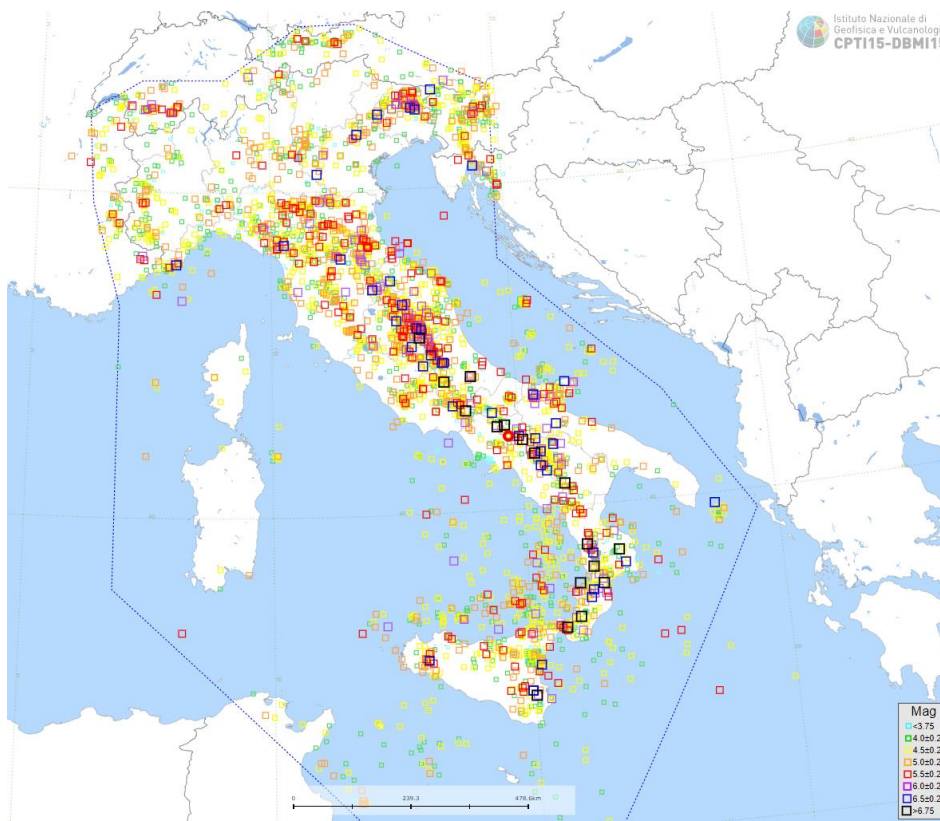 Istituto Nazionale di
Geofisica e Vulcanologi
CPTI15-DBMI1
0
239.3
478.6km
Mag
<3.75
4.0±0.2
4.5±0.2
5.0±0.2
5.5±0.2
6.0±0.2
6.5±0.2
>6.75